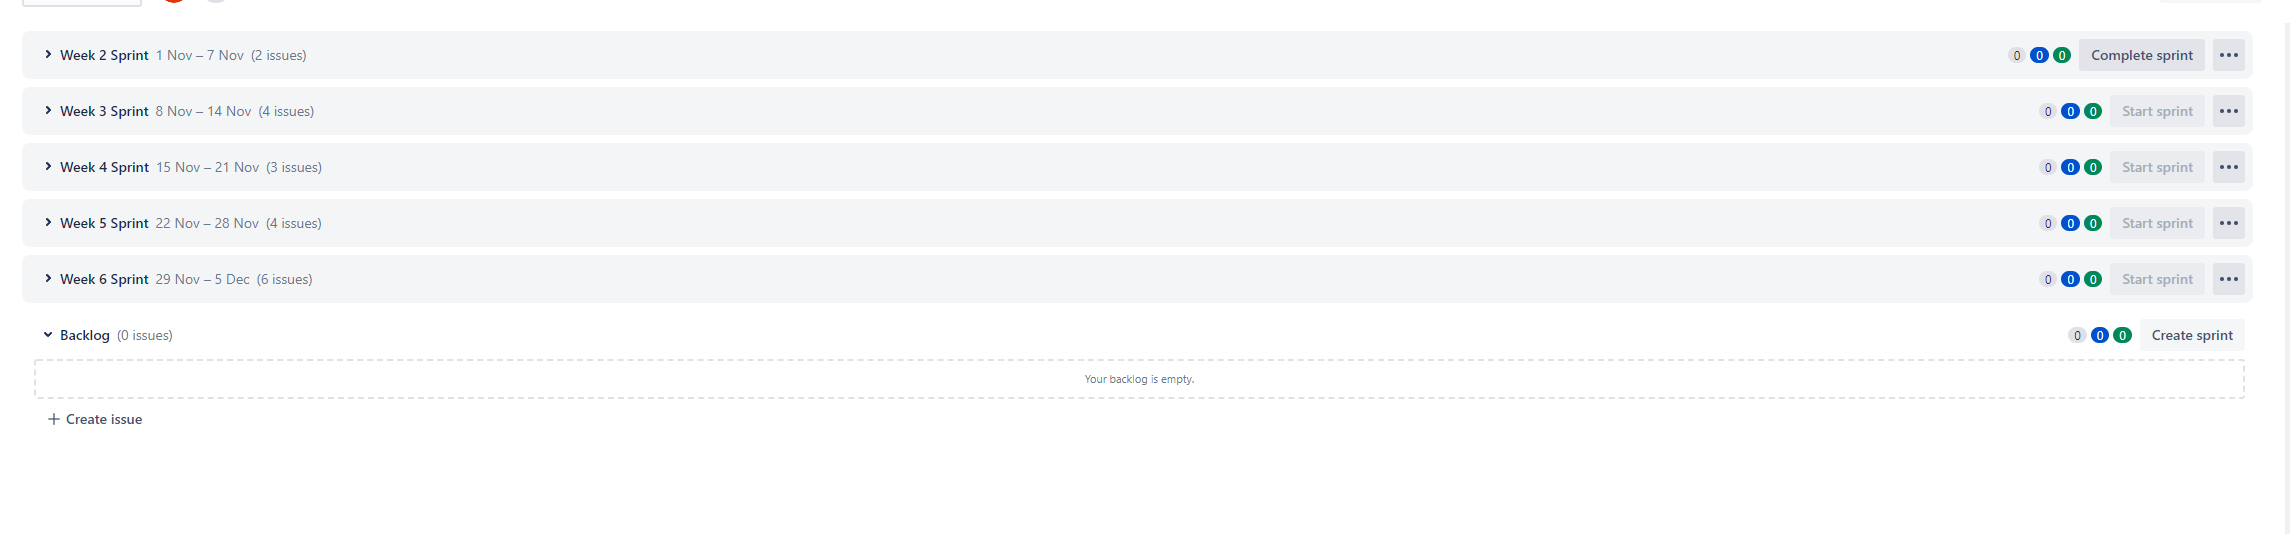 Week 2 Sprint 1 Nov – 7 Nov (2 issues) 0 0 0 Complete sprint
Week 3 Sprint 8 Nov – 14 Nov (4 issues) 0 0 0 Start sprint
Week 4 Sprint 15 Nov – 21 Nov (3 issues) 0 0 0 Start sprint
Week 5 Sprint 22 Nov – 28 Nov (4 issues) 0 0 0 Start sprint
Week 6 Sprint 29 Nov – 5 Dec (6 issues) 0 0 0 Start sprint
Backlog (0 issues) 0 0 0 Create sprint
Your backlog is empty.
+ Create issue